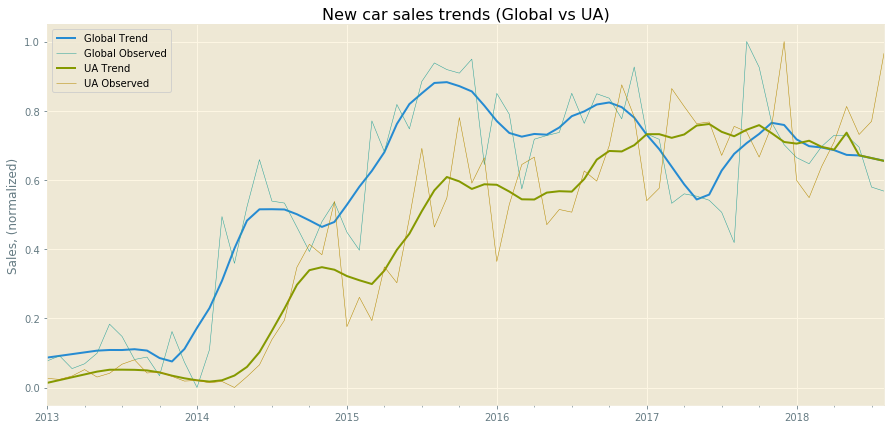 New car sales trends (Global vs UA)
Global Trend
Global Observed
UA Trend
UA Observed
Sales, (normalized)
1.0
0.8
0.6
0.4
0.2
0.0
2013 2014 2015 2016 2017 2018